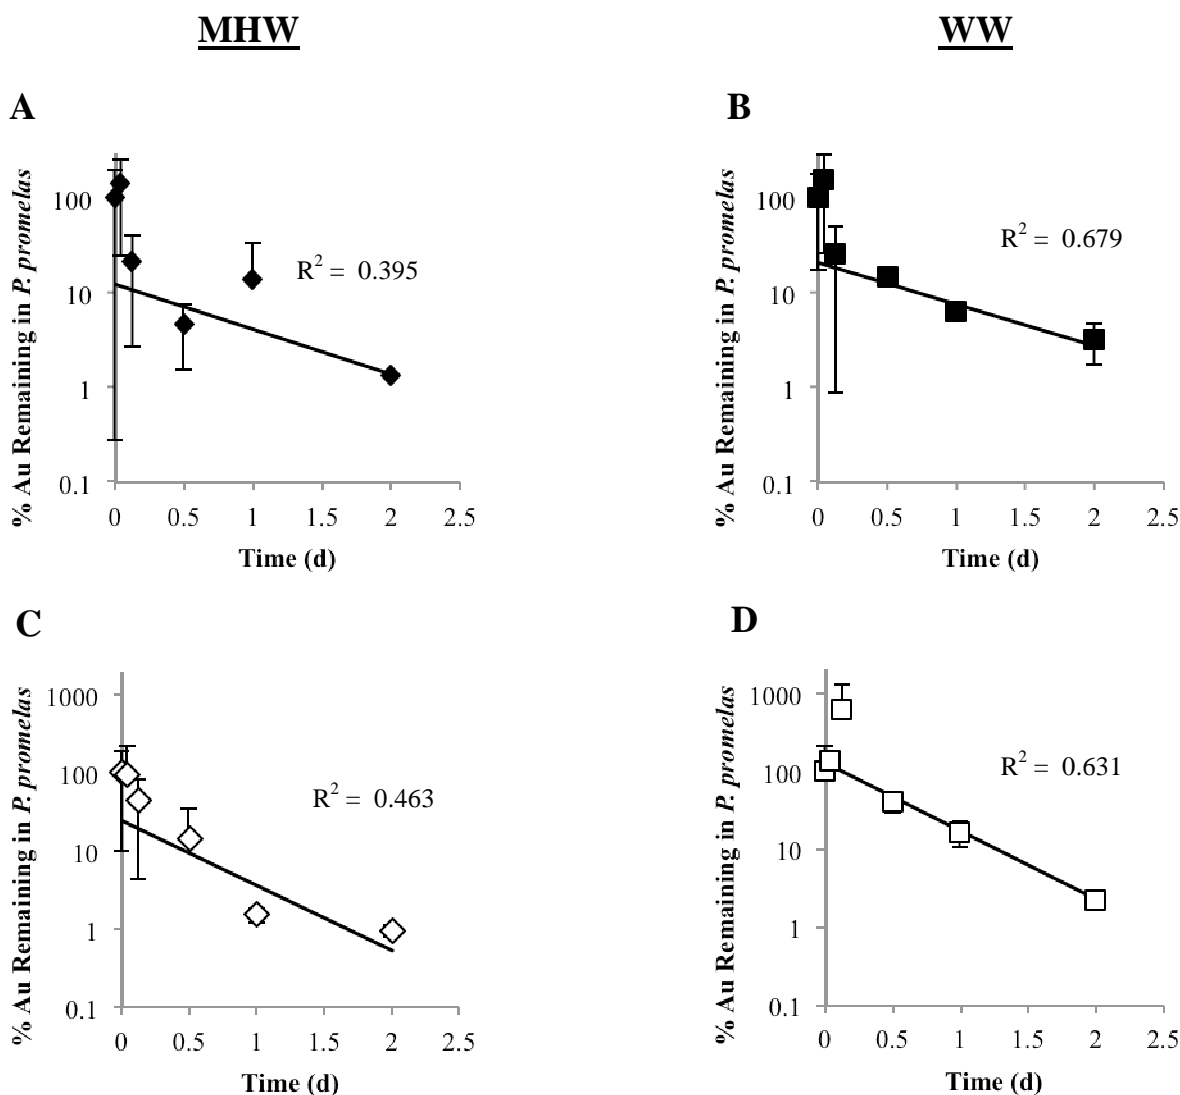 MHW
WW
A
% Au Remaining in P. promelas
100
10
1
0.1
R² = 0.395
0 0.5 1 1.5 2 2.5
Time (d)
B
% Au Remaining in P. promelas
100
10
1
0.1
R² = 0.679
0 0.5 1 1.5 2 2.5
Time (d)
C
% Au Remaining in P. promelas
1000
100
10
1
0.1
R² = 0.463
0 0.5 1 1.5 2 2.5
Time (d)
D
% Au Remaining in P. promelas
1000
100
10
1
0.1
R² = 0.631
0 0.5 1 1.5 2 2.5
Time (d)